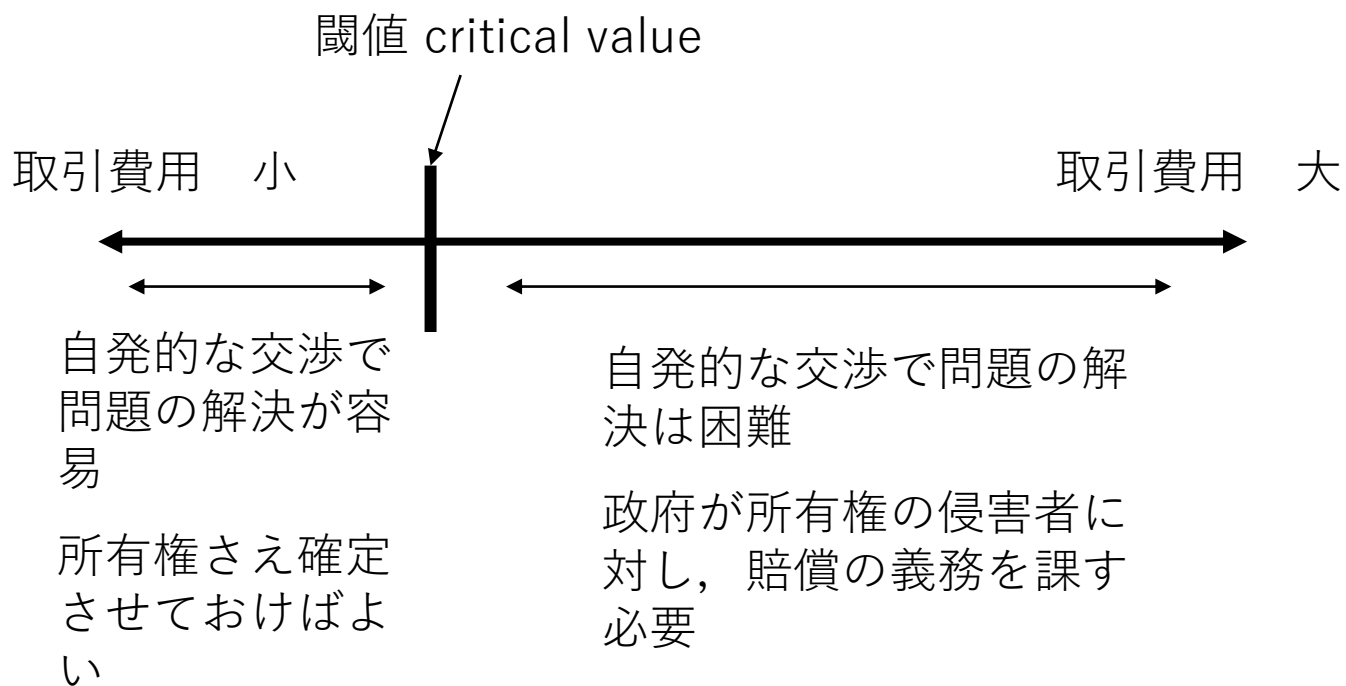 閾値 critical value
取引費用　小
取引費用　大
自発的な交渉で
問題の解決が容
易
所有権さえ確定
させておけばよ
い
自発的な交渉で問題の解
決は困難
政府が所有権の侵害者に
対し，賠償の義務を課す
必要